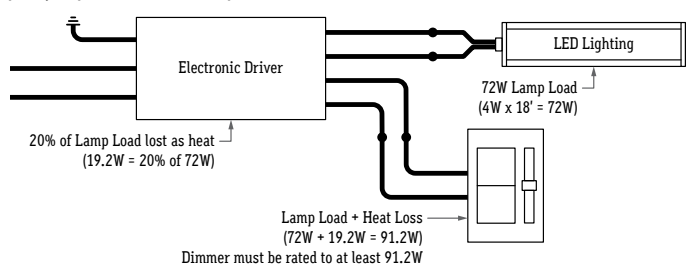 Electronic Driver
LED Lighting
72W Lamp Load
(4W x 18' = 72W)
20% of Lamp Load lost as heat
(19.2W = 20% of 72W)
Lamp Load + Heat Loss
(72W + 19.2W = 91.2W)
Dimmer must be rated to at least 91.2W